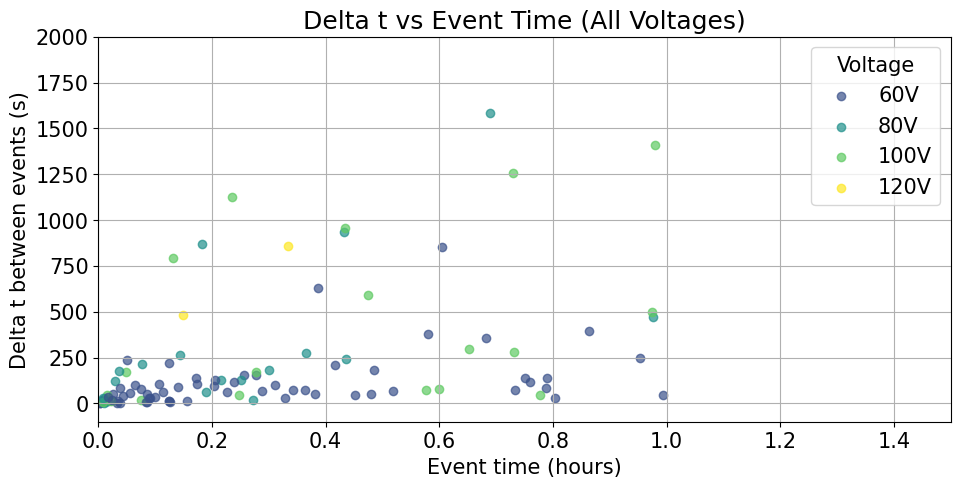 Delta t vs Event Time (All Voltages)
Delta t between events (s)
2000
1750
1500
1250
1000
750
500
250
0
0.0 0.2 0.4 0.6 0.8 1.0 1.2 1.4
Event time (hours)
Voltage
60V
80V
100V
120V